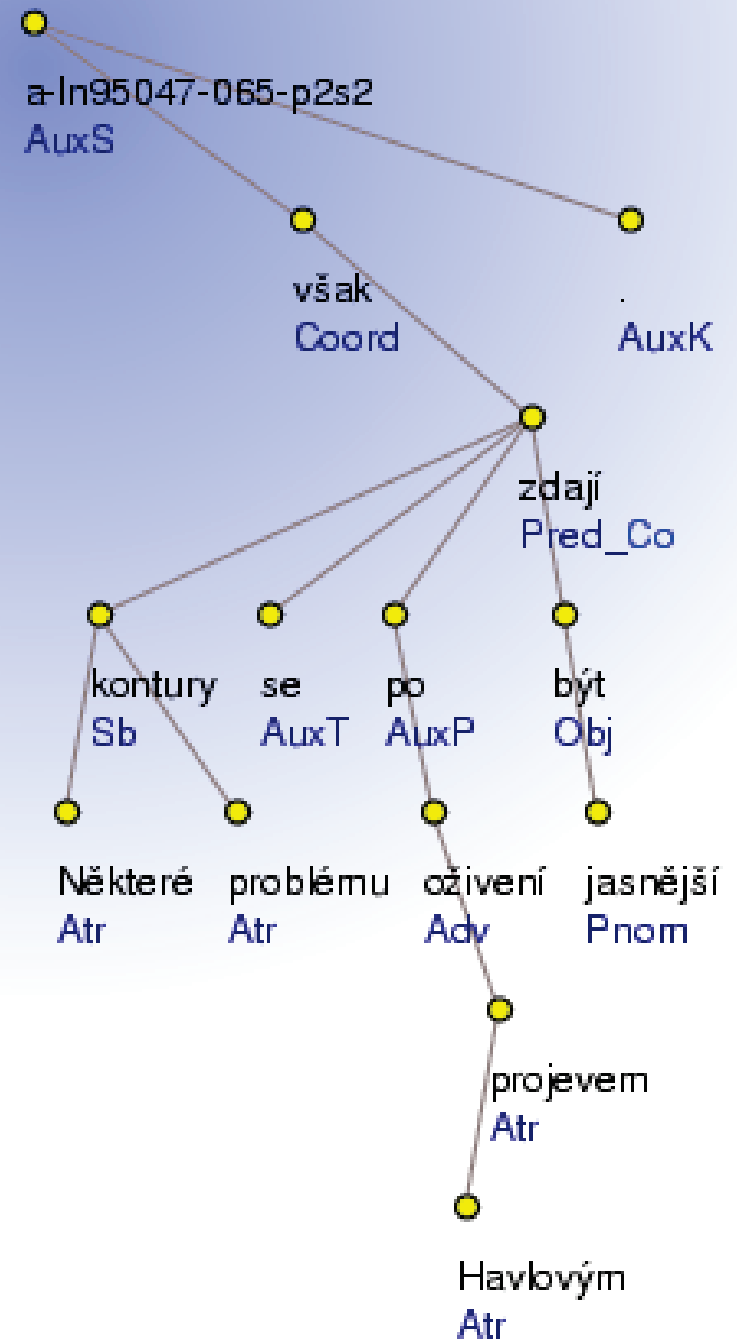 a-ln95047-065-p2s2
AuxS
však .
Coord AuxK
zdají
Pred_Co
kontury se po být
Sb AuxT AuxP Obj
Některé problému oživení jasnější
Atr Atr Adv Pnom
projevem
Atr
Havlovým
Atr